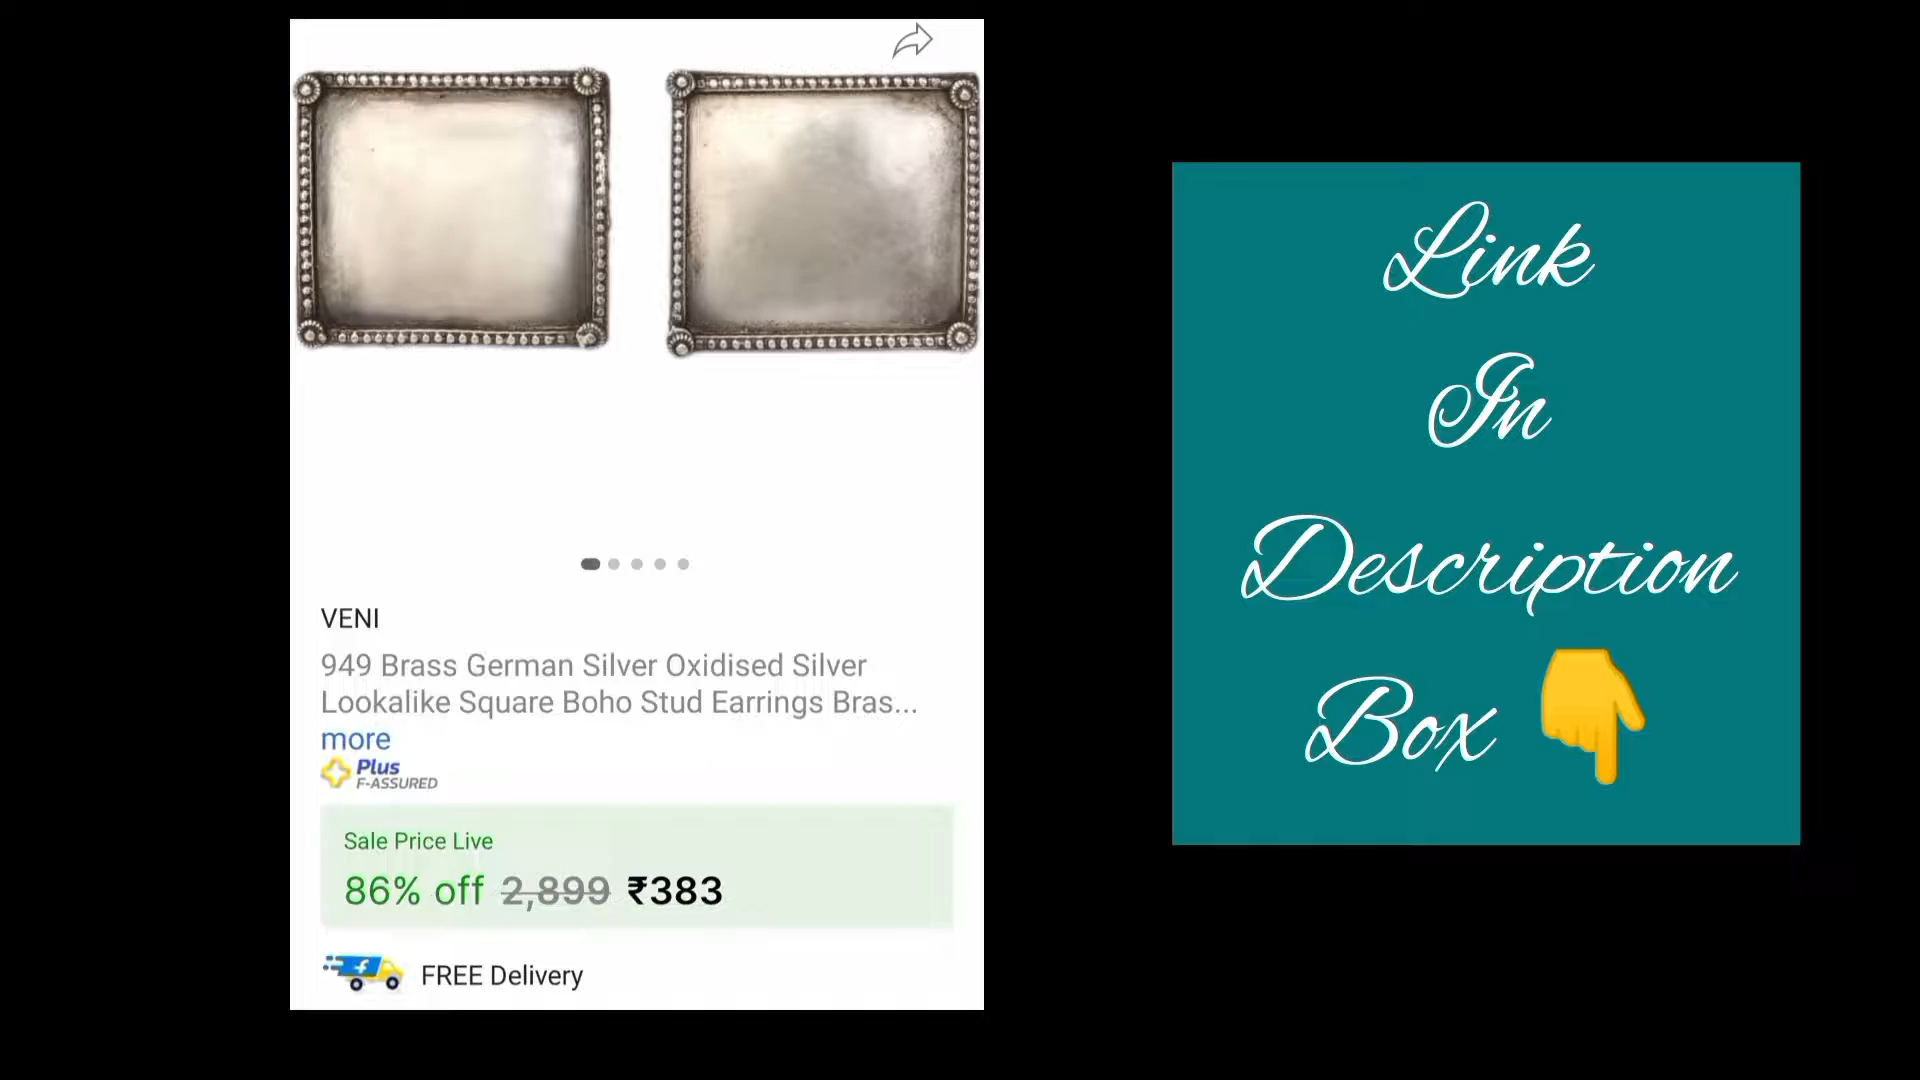 VENI
949 Brass German Silver Oxidised Silver
Lookalike Square Boho Stud Earrings Bras...
more
Plus
F-ASSURED
Sale Price Live
86% off 2,899 ₹383
f
FREE Delivery
Link
In
Description
Box 👇